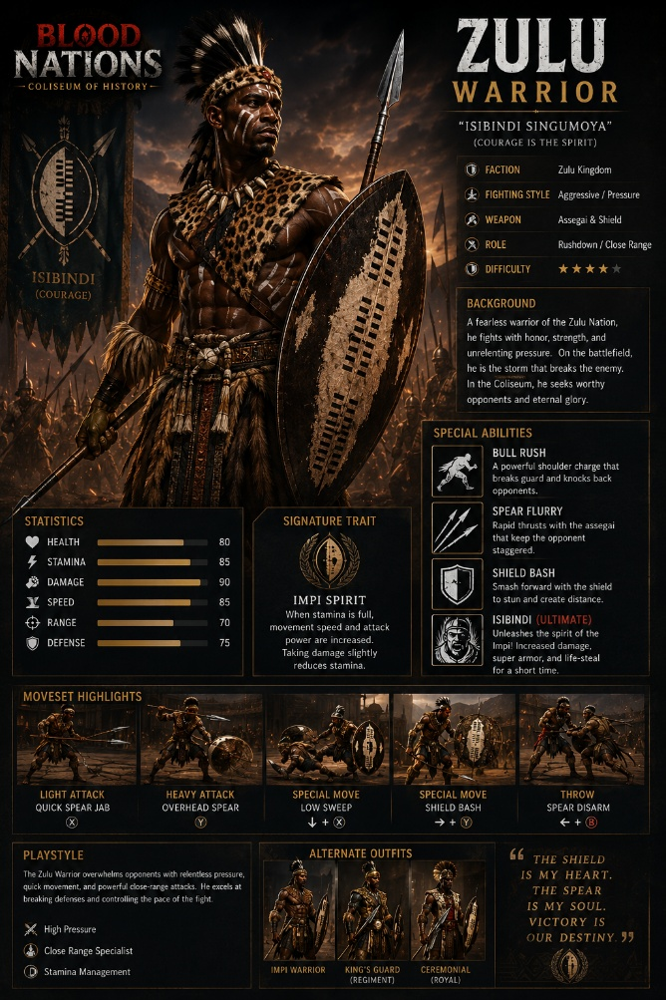 BLOOD
NATIONS
COLISEUM OF HISTORY
ISIBINDI
(COURAGE)
ZULU
WARRIOR
"ISIBINDI SINGUMOYA"
(COURAGE IS THE SPIRIT)
FACTION Zulu Kingdom
FIGHTING STYLE Aggressive / Pressure
WEAPON Assegai & Shield
ROLE Rushdown / Close Range
DIFFICULTY ★★★★★
BACKGROUND
A fearless warrior of the Zulu Nation,
he fights with honor, strength, and
unrelenting pressure. On the battlefield,
he is the storm that breaks the enemy.
In the Coliseum, he seeks worthy
opponents and eternal glory.
SPECIAL ABILITIES
BULL RUSH
A powerful shoulder charge that
breaks guard and knocks back
opponents.
SPEAR FLURRY
Rapid thrusts with the assegai
that keep the opponent
staggered.
SHIELD BASH
Smash forward with the shield
to stun and create distance.
ISIBINDI (ULTIMATE)
Unleashes the spirit of the
Impi! Increased damage,
super armor, and life-steal
for a short time.
STATISTICS
HEALTH 80
STAMINA 85
DAMAGE 90
SPEED 85
RANGE 70
DEFENSE 75
SIGNATURE TRAIT
IMPI SPIRIT
When stamina is full,
movement speed and attack
power are increased.
Taking damage slightly
reduces stamina.
MOVESET HIGHLIGHTS
LIGHT ATTACK
QUICK SPEAR JAB
X
HEAVY ATTACK
OVERHEAD SPEAR
Y
SPECIAL MOVE
LOW SWEEP
↓ + X
SPECIAL MOVE
SHIELD BASH
→ + Y
THROW
SPEAR DISARM
← + B
PLAYSTYLE
The Zulu Warrior overwhelms opponents with relentless pressure,
quick movement, and powerful close-range attacks. He excels at
breaking defenses and controlling the pace of the fight.
High Pressure
Close Range Specialist
Stamina Management
ALTERNATE OUTFITS
IMPI WARRIOR
KING'S GUARD
(REGIMENT)
CEREMONIAL
(ROYAL)
"THE SHIELD
IS MY HEART.
THE SPEAR
IS MY SOUL.
VICTORY IS
OUR DESTINY."